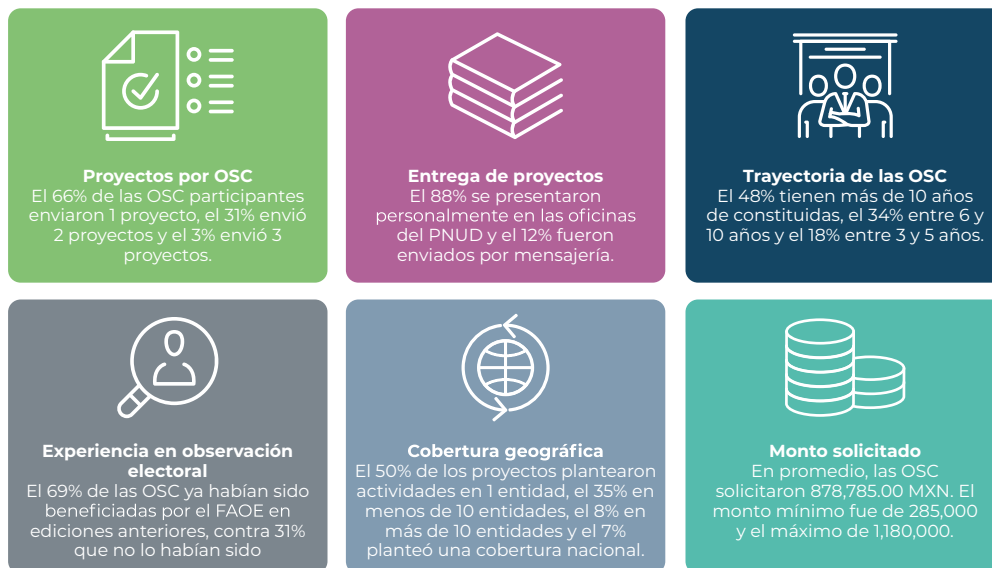 Proyectos por OSC
El 66% de las OSC participantes
enviaron 1 proyecto, el 31% envió
2 proyectos y el 3% envió 3
proyectos.
Entrega de proyectos
El 88% se presentaron
personalmente en las oficinas
del PNUD y el 12% fueron
enviados por mensajería.
Trayectoria de las OSC
El 48% tienen más de 10 años
de constituidas, el 34% entre 6 y
10 años y el 18% entre 3 y 5 años.
Experiencia en observación
electoral
El 69% de las OSC ya habían sido
beneficiadas por el FAOE en
ediciones anteriores, contra 31%
que no lo habían sido
Cobertura geográfica
El 50% de los proyectos plantearon
actividades en 1 entidad, el 35% en
menos de 10 entidades, el 8% en
más de 10 entidades y el 7%
planteó una cobertura nacional.
Monto solicitado
En promedio, las OSC
solicitaron 878,785.00 MXN. El
monto mínimo fue de 285,000
y el máximo de 1,180,000.